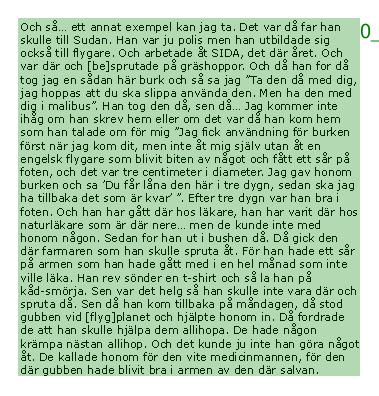 Och så... ett annat exempel kan jag ta. Det var då far han
skulle till Sudan. Han var ju polis men han utbildade sig
också till flygare. Och arbetade åt SIDA, det där året. Och
var där och [be]sprutade på gräshoppor. Och då han for då
tog jag en sådan här burk och så sa jag ”Ta den då med dig,
jag hoppas att du ska slippa använda den. Men ha den med
dig i malibus”. Han tog den då, sen då... Jag kommer inte
ihåg om han skrev hem eller om det var då han kom hem
som han talade om för mig ”Jag fick användning för burken
först när jag kom dit, men inte åt mig själv utan åt en
engelsk flygare som blivit biten av något och fått ett sår på
foten, och det var tre centimeter i diameter. Jag gav honom
burken och sa ‘Du får låna den här i tre dygn, sedan ska jag
ha tillbaka det som är kvar’ ”. Efter tre dygn var han bra i
foten. Och han har gått där hos läkare, han har varit där hos
naturläkare som är där nere... men de kunde inte med
honom någon. Sedan for han ut i bushen då. Då gick den
där farmaren som han skulle spruta åt. För han hade ett sår
på armen som han hade gått med i en hel månad som inte
ville läka. Han rev sönder en t-shirt och så la han på
kåd-smörja. Sen var det helg så han skulle inte vara där och
spruta då. Sen då han kom tillbaka på måndagen, då stod
gubben vid [flyg]planet och hjälpte honom in. Då fordrade
de att han skulle hjälpa dem allihopa. De hade någon
krämpa nästan allihop. Och det kunde ju inte han göra något
åt. De kallade honom för den vite medicinmannen, för den
där gubben hade blivit bra i armen av den där salvan.
0_